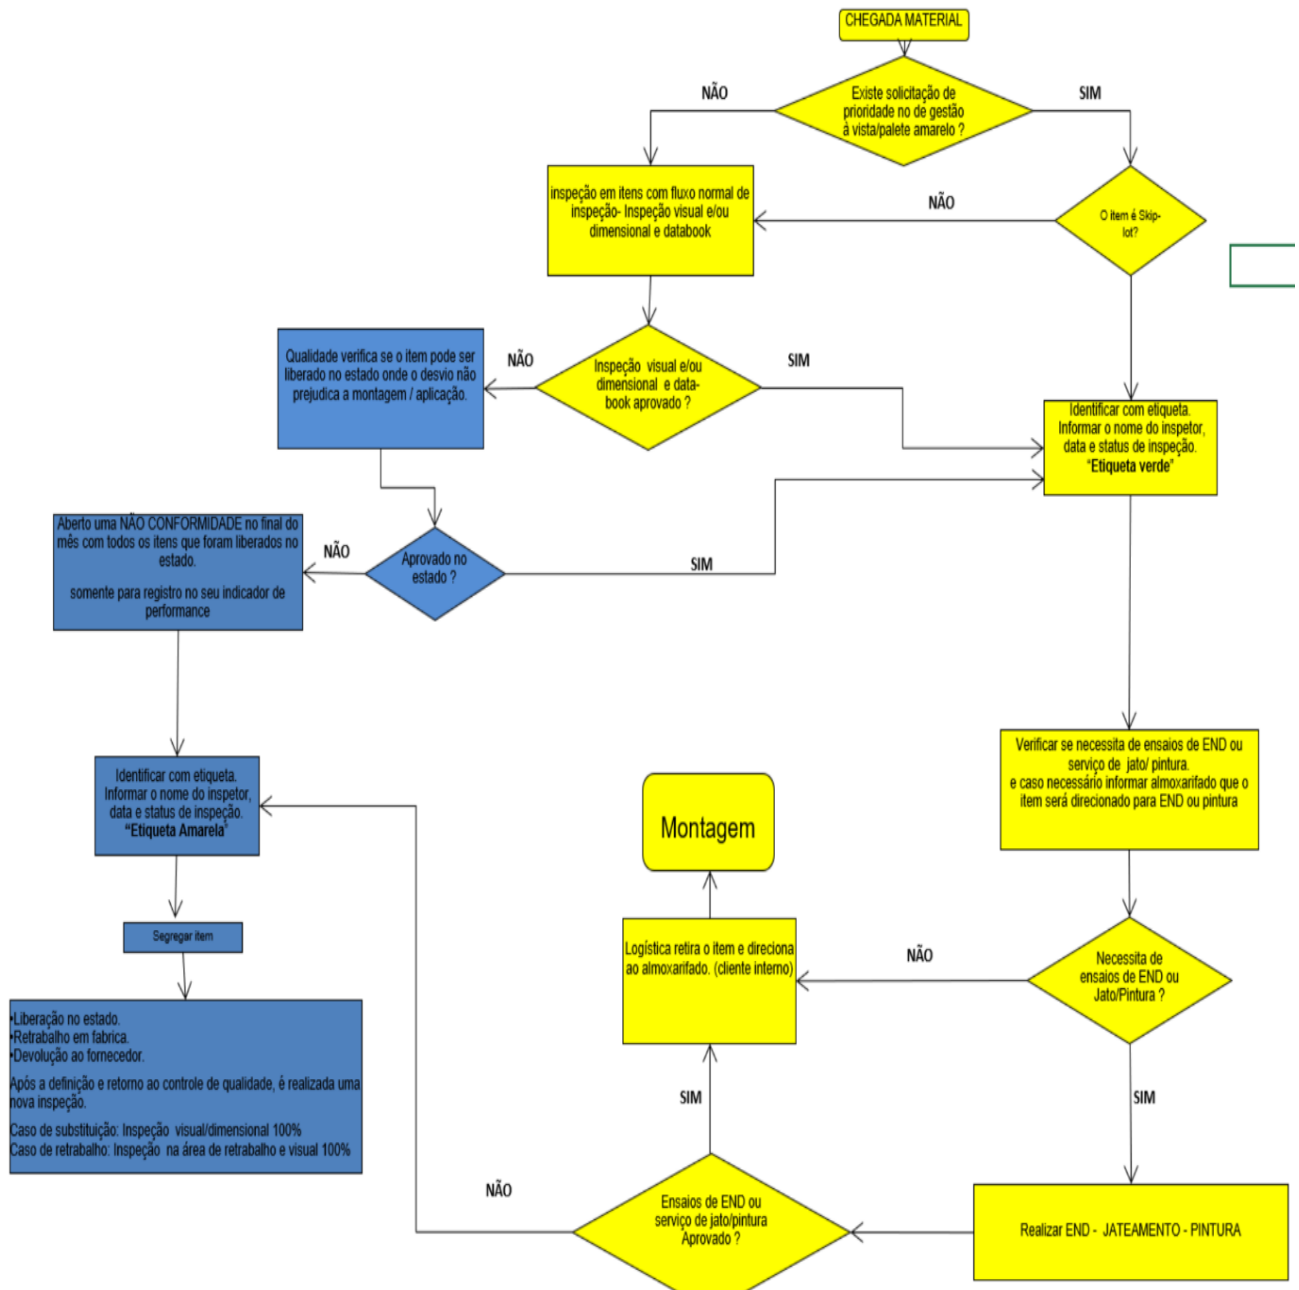 CHEGADA MATERIAL
NÃO
Existe solicitação de
prioridade no de gestão
à vista/palete amarelo ?
SIM
inspeção em itens com fluxo normal de
inspeção- Inspeção visual e/ou
dimensional e databook
NÃO
O item é Skip-
lot?
Qualidade verifica se o item pode ser
liberado no estado onde o desvio não
prejudica a montagem / aplicação.
NÃO
Inspeção visual e/ou
dimensional e data-
book aprovado ?
SIM
Identificar com etiqueta.
Informar o nome do inspetor,
data e status de inspeção.
“Etiqueta verde”
Aberto uma NÃO CONFORMIDADE no final do
mês com todos os itens que foram liberados no
estado.
somente para registro no seu indicador de
performance
NÃO
Aprovado no
estado ?
SIM
Verificar se necessita de ensaios de END ou
serviço de jato/ pintura.
e caso necessário informar almoxarifado que o
item será direcionado para END ou pintura
Identificar com etiqueta.
Informar o nome do inspetor,
data e status de inspeção.
“Etiqueta Amarela”
Montagem
Segregar item
Logística retira o item e direciona
ao almoxarifado. (cliente interno)
NÃO
Necessita de
ensaios de END ou
Jato/Pintura ?
•Liberação no estado.
•Retrabalho em fabrica.
•Devolução ao fornecedor.
Após a definição e retorno ao controle de qualidade, é realizada uma
nova inspeção.
Caso de substituição: Inspeção visual/dimensional 100%
Caso de retrabalho: Inspeção na área de retrabalho e visual 100%
SIM
SIM
NÃO
Ensaios de END ou
serviço de jato/pintura
Aprovado ?
Realizar END - JATEAMENTO - PINTURA